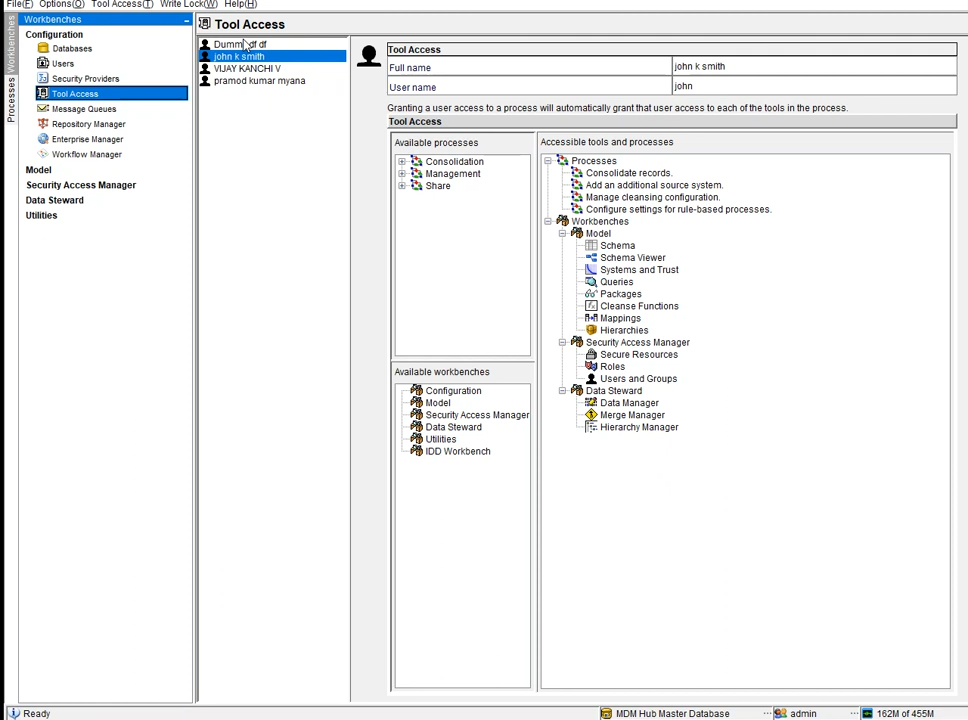 File(F) Options(O) Tool Access(T) Write Lock(W) Help(H)
Workbenches
Processes
Workbenches
Configuration
Databases
Users
Security Providers
Tool Access
Message Queues
Repository Manager
Enterprise Manager
Workflow Manager
Model
Security Access Manager
Data Steward
Utilities
Tool Access
Dummy df df
john k smith
VIJAY KANCHI V
pramod kumar myana
Tool Access
Full name john k smith
User name john
Granting a user access to a process will automatically grant that user access to each of the tools in the process.
Tool Access
Available processes
Consolidation
Management
Share
Available workbenches
Configuration
Model
Security Access Manager
Data Steward
Utilities
IDD Workbench
Accessible tools and processes
Processes
Consolidate records.
Add an additional source system.
Manage cleansing configuration.
Configure settings for rule-based processes.
Workbenches
Model
Schema
Schema Viewer
Systems and Trust
Queries
Packages
Cleanse Functions
Mappings
Hierarchies
Security Access Manager
Secure Resources
Roles
Users and Groups
Data Steward
Data Manager
Merge Manager
Hierarchy Manager
Ready MDM Hub Master Database ... admin ... 162M of 455M